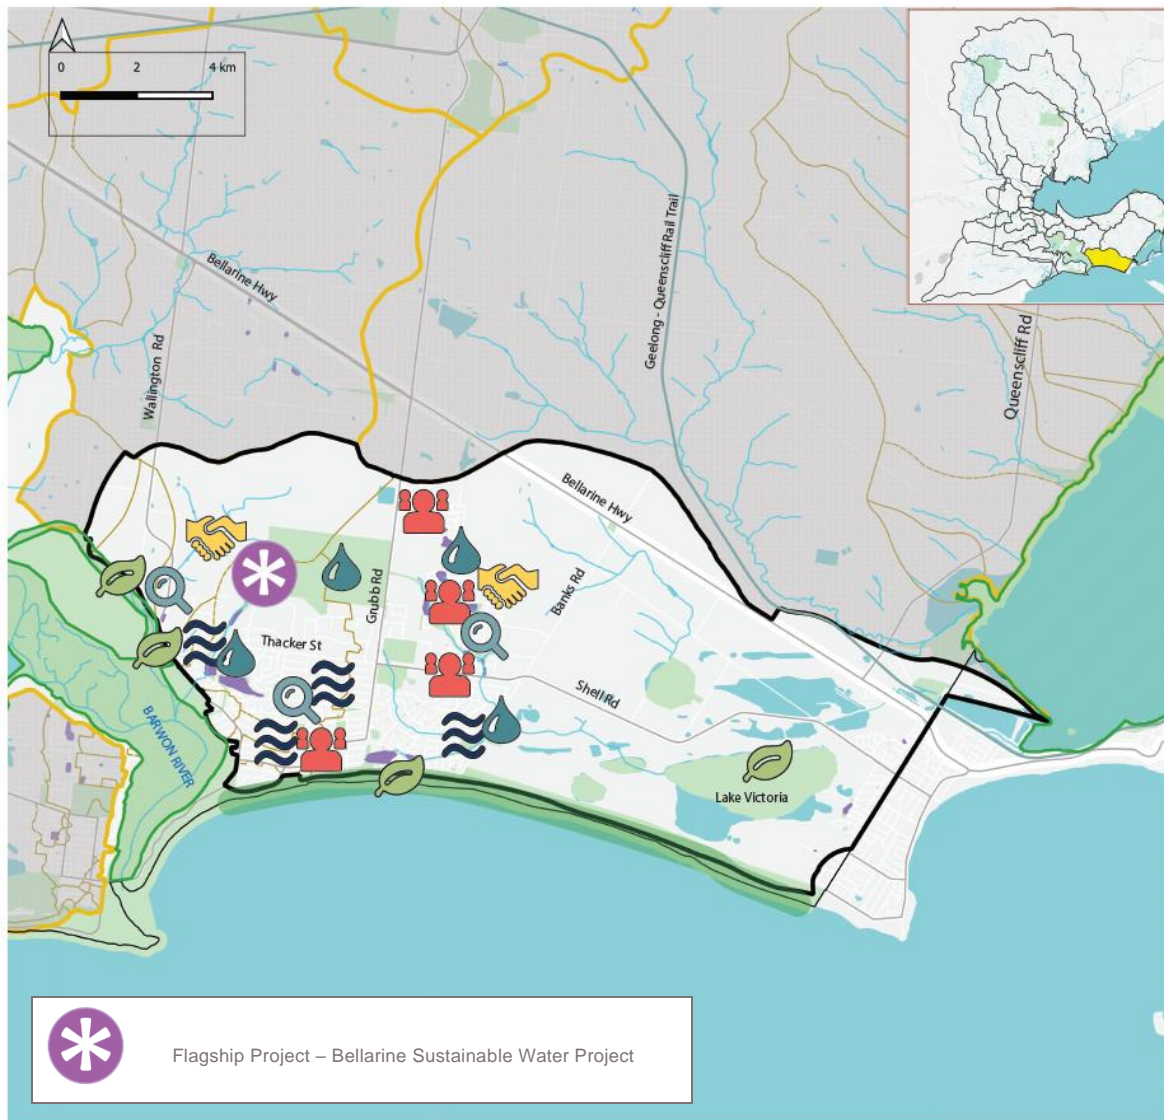 0 2 4 km
Bellarine Hwy
Wallington Rd
Geelong - Queenscliff Rail Trail
Queenscliff Rd
Bellarine Hwy
Grubb Rd
Banks Rd
Thacker St
Shell Rd
BARWON RIVER
Lake Victoria
Flagship Project – Bellarine Sustainable Water Project